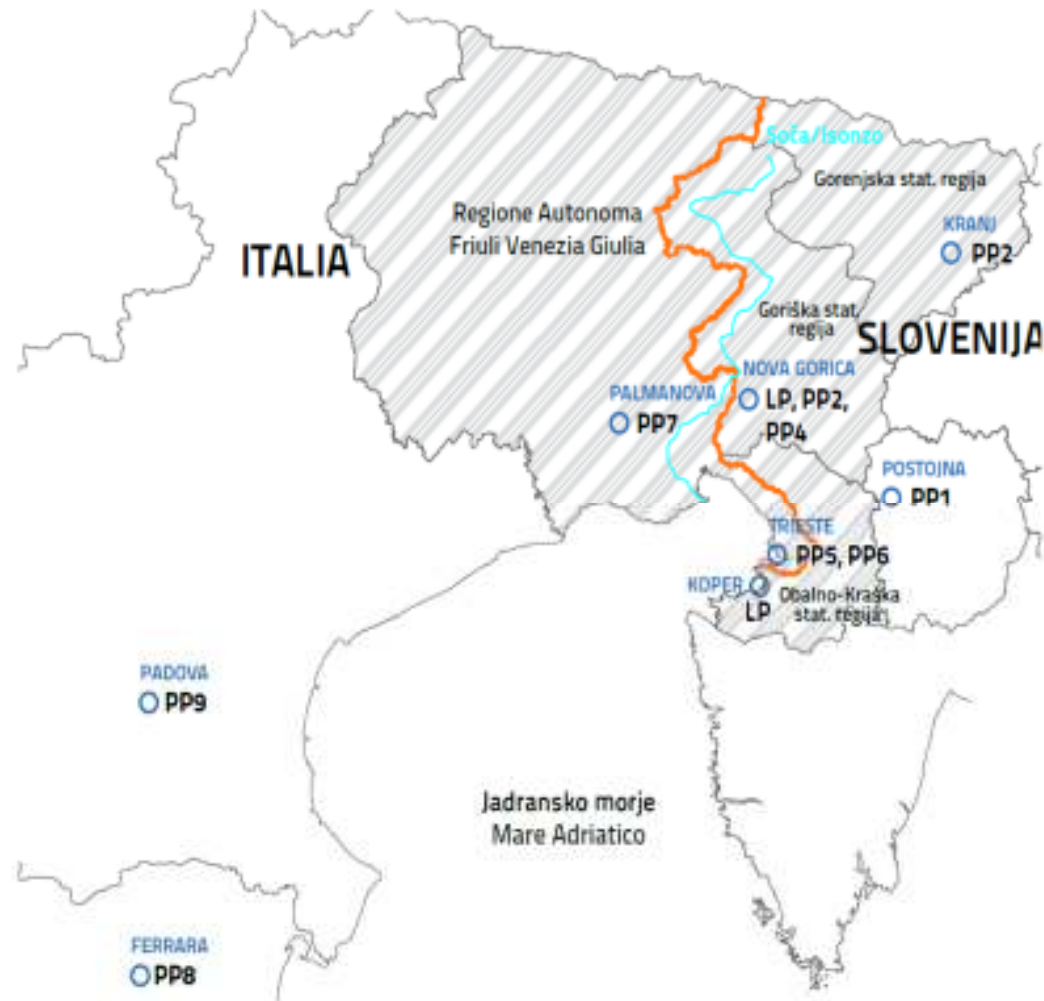 Soča/Isonzo
Gorenjska stat. regija
Regione Autonoma
Friuli Venezia Giulia
KRANJ
PP2
ITALIA
Goriška stat.
regija
SLOVENIJA
NOVA GORICA
LP, PP2,
PP4
PALMANOVA
PP7
POSTOJNA
PP1
TRIESTE
PP5, PP6
KOPER
LP
Obalno-Kraška
stat. regija
PADOVA
PP9
Jadransko morje
Mare Adriatico
FERRARA
PP8